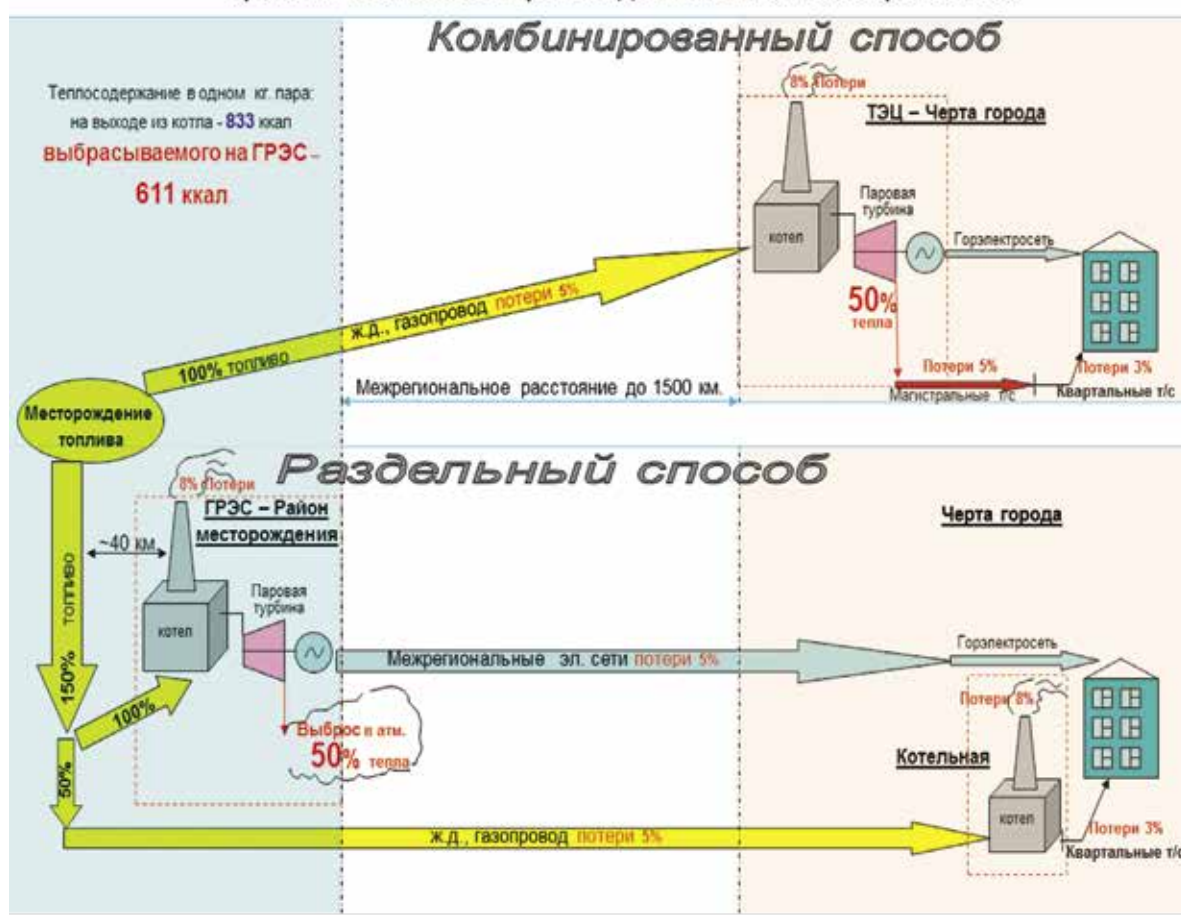 Комбинированный способ
Теплосодержание в одном кг. пара:
на выходе из котла - 833 ккал
выбрасываемого на ГРЭС –
611 ккал
8% Потери
ТЭЦ – Черта города
Паровая
турбина
котел
Горэлектросеть
50%
тепла
ж.д., газопровод потери 5%
100% топливо
Потери 5%
Потери 3%
Магистральные т/с
Квартальные т/с
Межрегиональное расстояние до 1500 км.
Месторождение
топлива
Раздельный способ
8% Потери
ГРЭС – Район
месторождения
Черта города
~40 км.
150% топливо
Паровая
турбина
котел
Горэлектросеть
Межрегиональные эл. сети потери 5%
100%
Выброс в атм.
50% тепла
Потери 8%
Котельная
50%
ж.д., газопровод потери 5%
котел
Потери 3%
Квартальные т/с